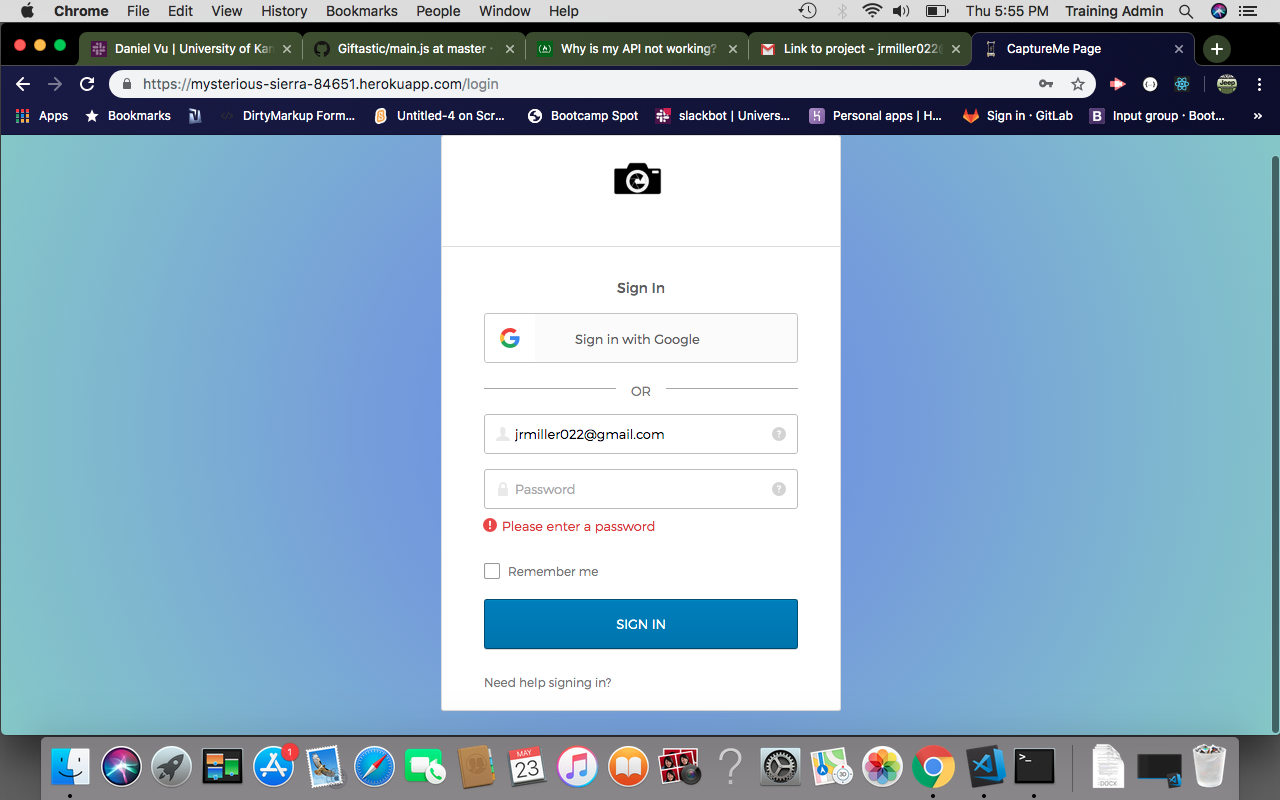 Chrome File Edit View History Bookmarks People Window Help Thu 5:55 PM Training Admin
Daniel Vu | University of Kan Giftastic/main.js at master · Why is my API not working? Link to project - jrmiller022@ CaptureMe Page
https://mysterious-sierra-84651.herokuapp.com/login
Apps Bookmarks DirtyMarkup Form... Untitled-4 on Scr... Bootcamp Spot slackbot | Univers... Personal apps | H... Sign in · GitLab Input group · Boot... »
Sign In
Sign in with Google
OR
jrmiller022@gmail.com
Password
Please enter a password
Remember me
SIGN IN
Need help signing in?
1
MAY
23
3D
>_
DOCX